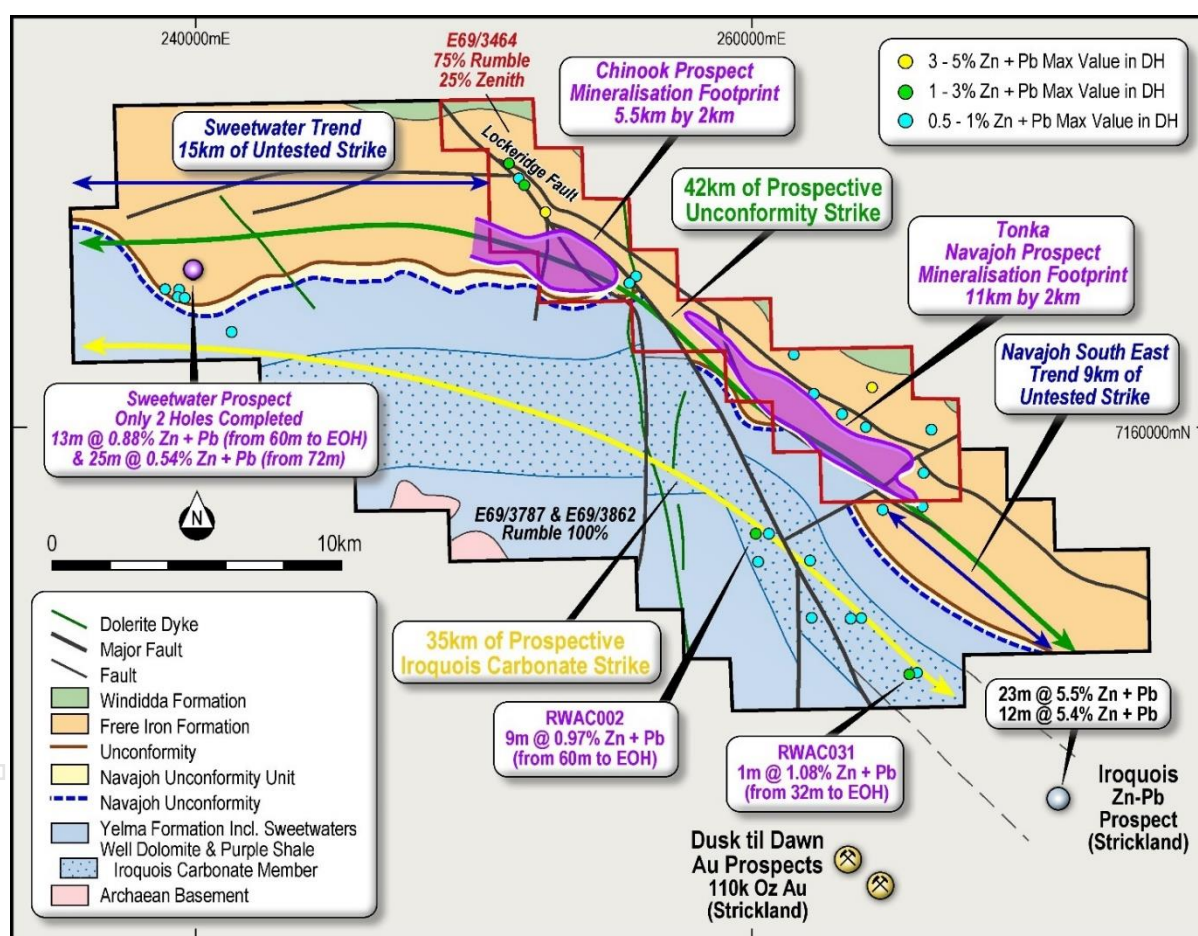 240000mE
260000mE
E69/3464
75% Rumble
25% Zenith
Chinook Prospect
Mineralisation Footprint
5.5km by 2km
3 - 5% Zn + Pb Max Value in DH
1 - 3% Zn + Pb Max Value in DH
0.5 - 1% Zn + Pb Max Value in DH
Sweetwater Trend
15km of Untested Strike
Lockeridge Fault
42km of Prospective
Unconformity Strike
Tonka
Navajoh Prospect
Mineralisation Footprint
11km by 2km
Navajoh South East
Trend 9km of
Untested Strike
Sweetwater Prospect
Only 2 Holes Completed
13m @ 0.88% Zn + Pb (from 60m to EOH)
& 25m @ 0.54% Zn + Pb (from 72m)
7160000mN
N
0
10km
E69/3787 & E69/3862
Rumble 100%
Dolerite Dyke
Major Fault
Fault
Windidda Formation
Frere Iron Formation
Unconformity
Navajoh Unconformity Unit
Navajoh Unconformity
Yelma Formation Incl. Sweetwaters
Well Dolomite & Purple Shale
Iroquois Carbonate Member
Archaean Basement
35km of Prospective
Iroquois Carbonate Strike
RWAC002
9m @ 0.97% Zn + Pb
(from 60m to EOH)
RWAC031
1m @ 1.08% Zn + Pb
(from 32m to EOH)
23m @ 5.5% Zn + Pb
12m @ 5.4% Zn + Pb
Iroquois
Zn-Pb
Prospect
(Strickland)
Dusk til Dawn
Au Prospects
110k Oz Au
(Strickland)